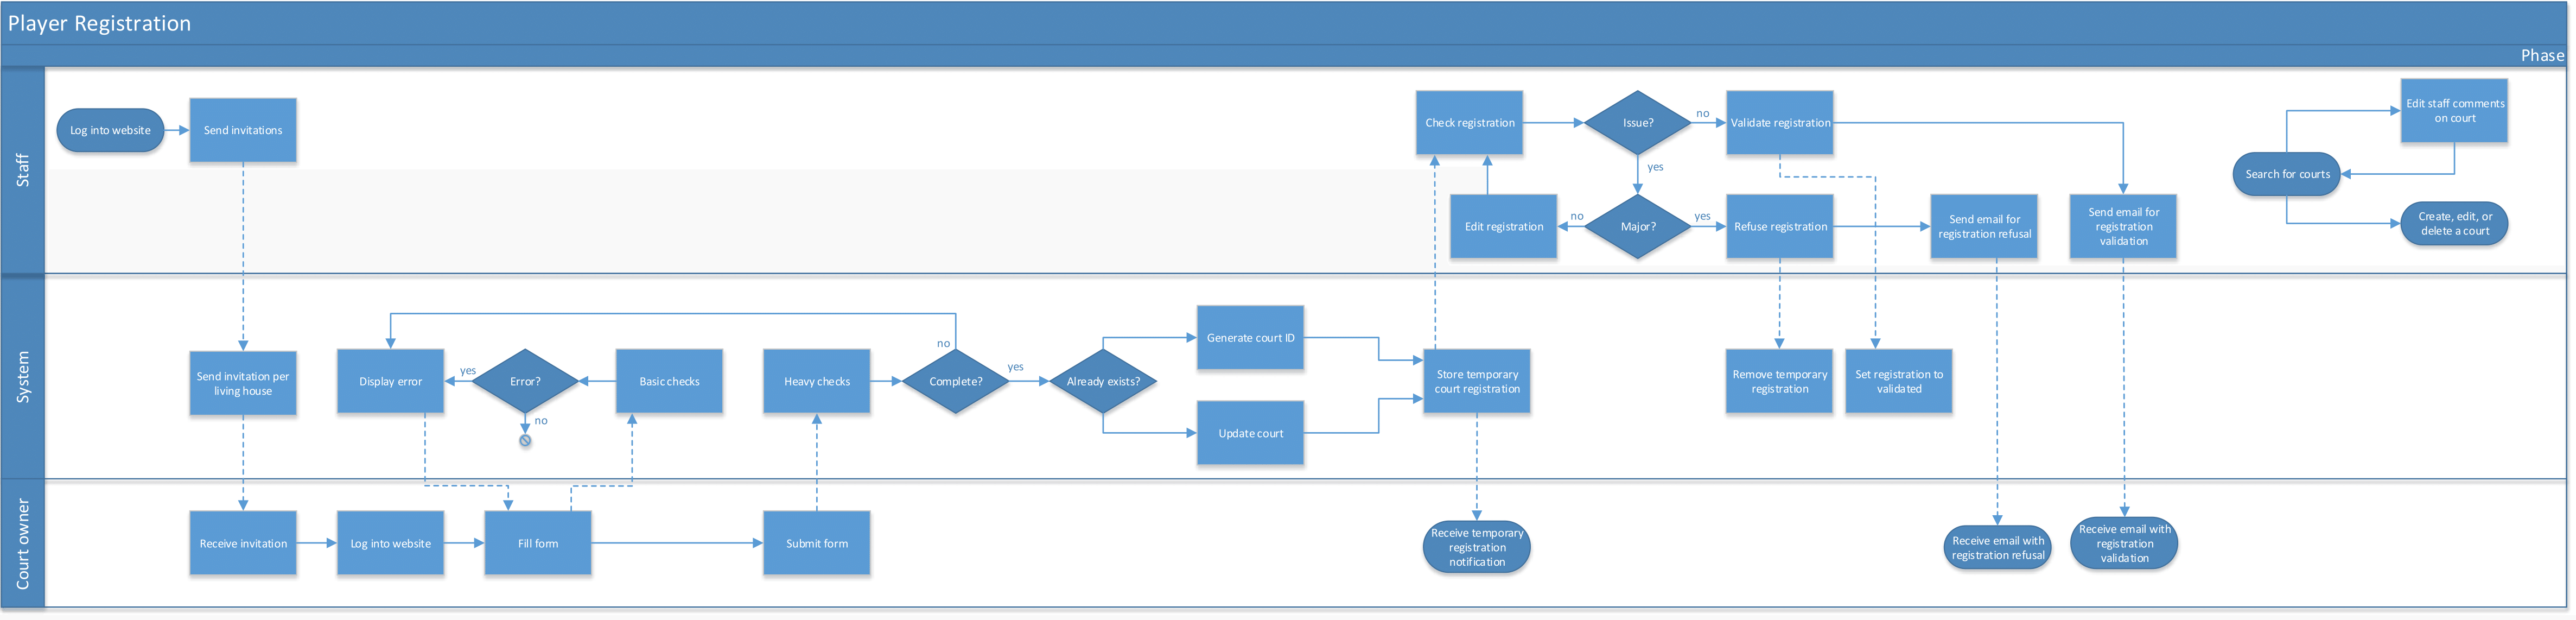 Player Registration
Phase
Staff
Log into website
Send invitations
Check registration
Issue?
no
Validate registration
yes
Edit registration
no
Major?
yes
Refuse registration
Send email for
registration refusal
Send email for
registration
validation
Search for courts
Edit staff comments
on court
Create, edit, or
delete a court
System
Send invitation per
living house
Display error
yes
Error?
no
Basic checks
Heavy checks
no
Complete?
yes
Already exists?
Generate court ID
Update court
Store temporary
court registration
Remove temporary
registration
Set registration to
validated
Court owner
Receive invitation
Log into website
Fill form
Submit form
Receive temporary
registration
notification
Receive email with
registration refusal
Receive email with
registration
validation